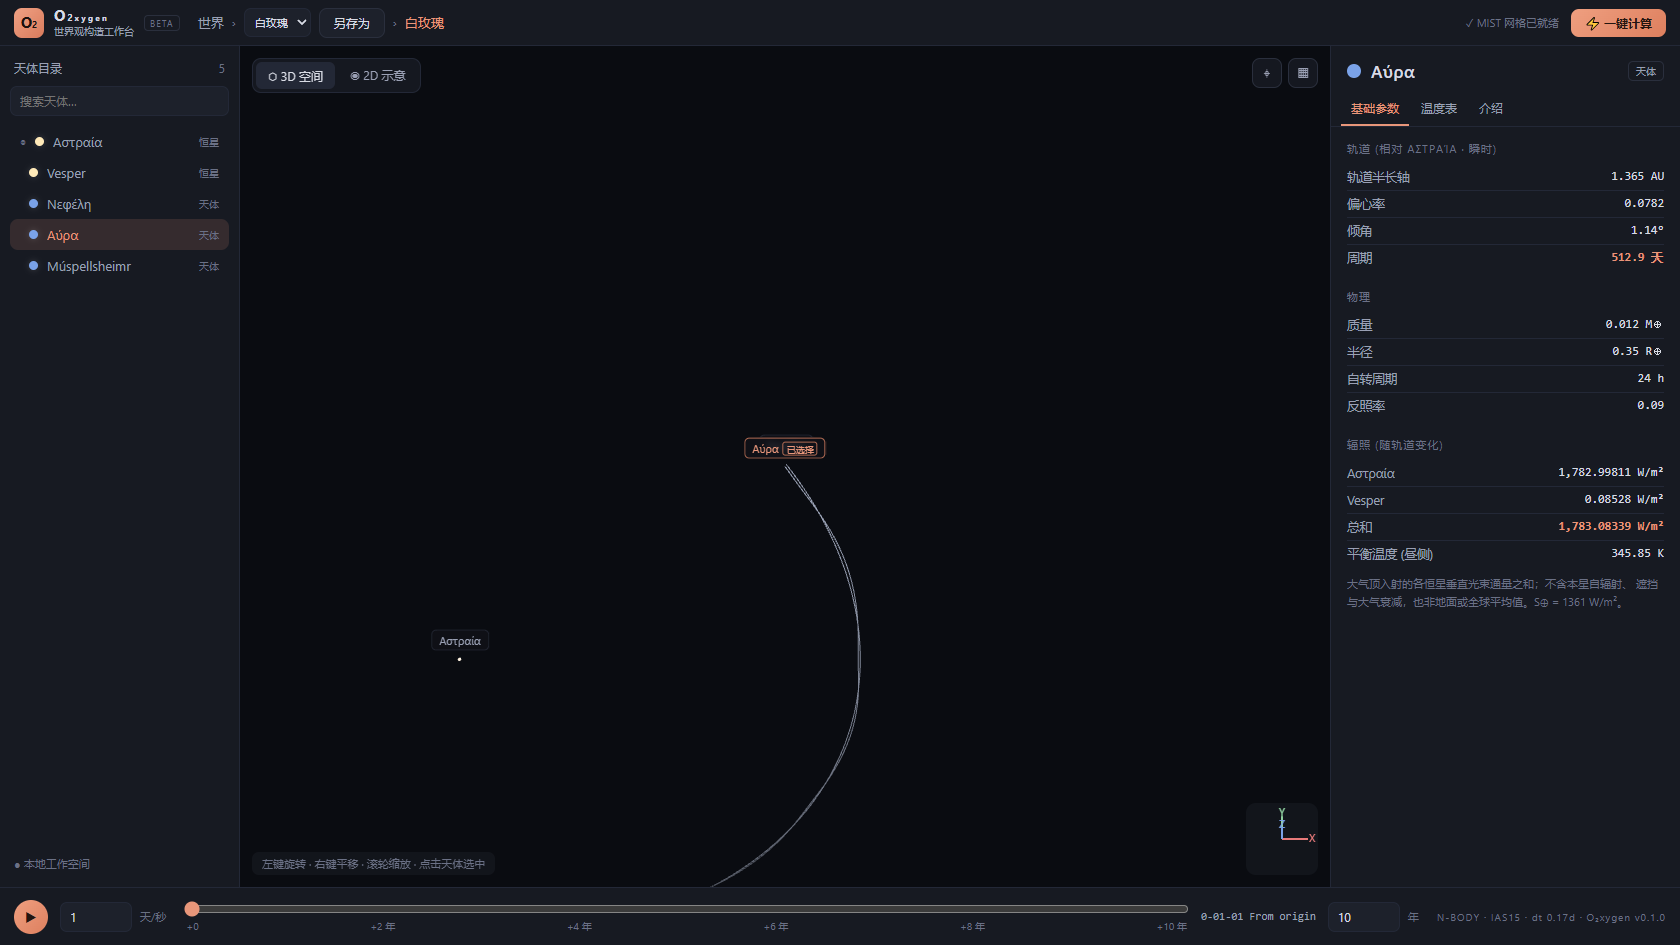 O₂ O₂xygen BETA 世界 › 白玫瑰 另存为 › 白玫瑰 ✓ MIST 网格已就绪 ⚡ 一键计算
世界观构造工作台
天体目录 5
搜索天体...
Αστραία 恒星
Vesper 恒星
Νεφέλη 天体
Αύρα 天体
Múspellsheimr 天体
● 本地工作空间
3D 空间 2D 示意
Αύρα 已选择
Αστραία
左键旋转 · 右键平移 · 滚轮缩放 · 点击天体选中
Y
Z
X
Αύρα 天体
基础参数 温度表 介绍
轨道 (相对 ΑΣΤΡΑΊΑ · 瞬时)
轨道半长轴 1.365 AU
偏心率 0.0782
倾角 1.14°
周期 512.9 天
物理
质量 0.012 M⊕
半径 0.35 R⊕
自转周期 24 h
反照率 0.09
辐照 (随轨道变化)
Αστραία 1,782.99811 W/m²
Vesper 0.08528 W/m²
总和 1,783.08339 W/m²
平衡温度 (昼侧) 345.85 K
大气顶入射的各恒星垂直光束通量之和；不含本星自辐射、 遮挡
与大气衰减，也非地面或全球平均值。S⊕ = 1361 W/m²。
1 天/秒 0-01-01 From origin 10 年 N-BODY · IAS15 · dt 0.17d · O₂xygen v0.1.0
+0 +2 年 +4 年 +6 年 +8 年 +10 年